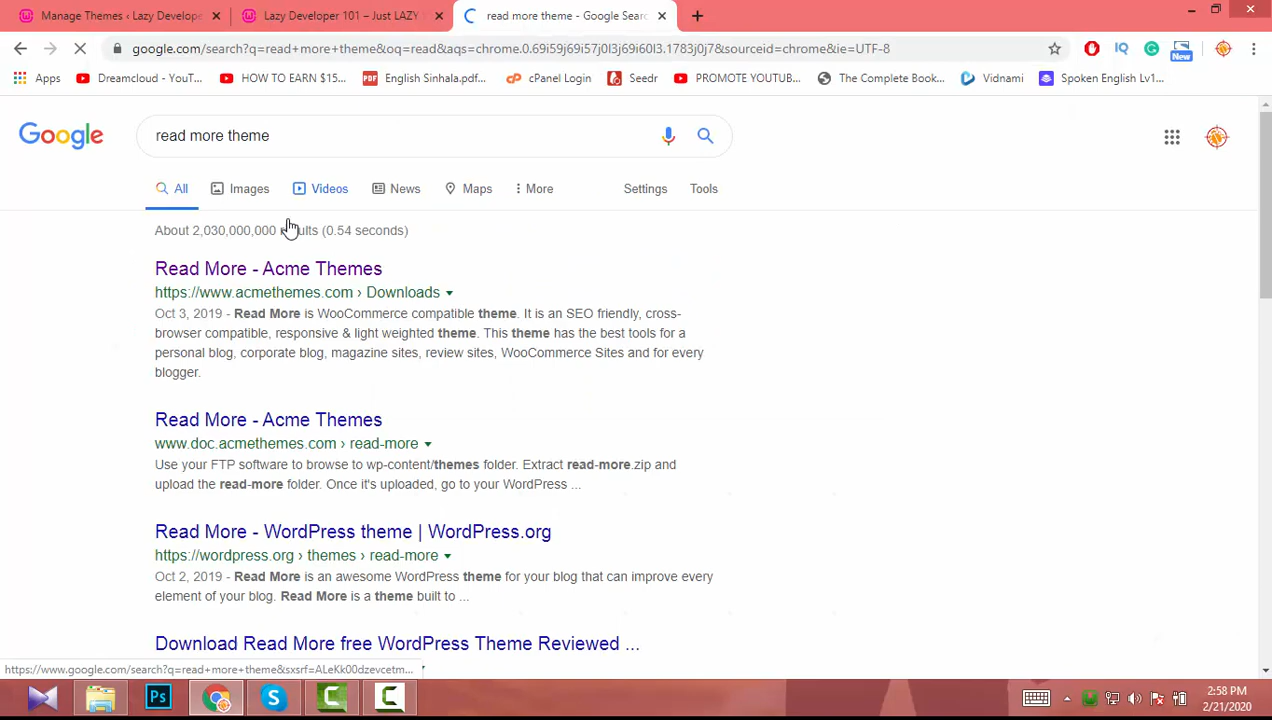 Manage Themes ‹ Lazy Develope
Lazy Developer 101 – Just LAZY
read more theme - Google Sear
google.com/search?q=read+more+theme&oq=read&aqs=chrome.0.69i59j69i57j0l3j69i60l3.1783j0j7&sourceid=chrome&ie=UTF-8
IQ
New
Apps
Dreamcloud - YouT...
HOW TO EARN $15...
PDF
English Sinhala.pdf...
cP
cPanel Login
Seedr
PROMOTE YOUTUB...
The Complete Book...
Vidnami
Spoken English Lv1...
Google
read more theme
All
Images
Videos
News
Maps
More
Settings
Tools
About 2,030,000,000 results (0.54 seconds)
Read More - Acme Themes
https://www.acmethemes.com › Downloads
Oct 3, 2019 - Read More is WooCommerce compatible theme. It is an SEO friendly, cross-
browser compatible, responsive & light weighted theme. This theme has the best tools for a
personal blog, corporate blog, magazine sites, review sites, WooCommerce Sites and for every
blogger.
Read More - Acme Themes
www.doc.acmethemes.com › read-more
Use your FTP software to browse to wp-content/themes folder. Extract read-more.zip and
upload the read-more folder. Once it's uploaded, go to your WordPress ...
Read More - WordPress theme | WordPress.org
https://wordpress.org › themes › read-more
Oct 2, 2019 - Read More is an awesome WordPress theme for your blog that can improve every
element of your blog. Read More is a theme built to ...
Download Read More free WordPress Theme Reviewed ...
https://www.google.com/search?q=read+more+theme&sxsrf=ALeKk00dzevcetm...
Ps
S
C
C
2:58 PM
2/21/2020